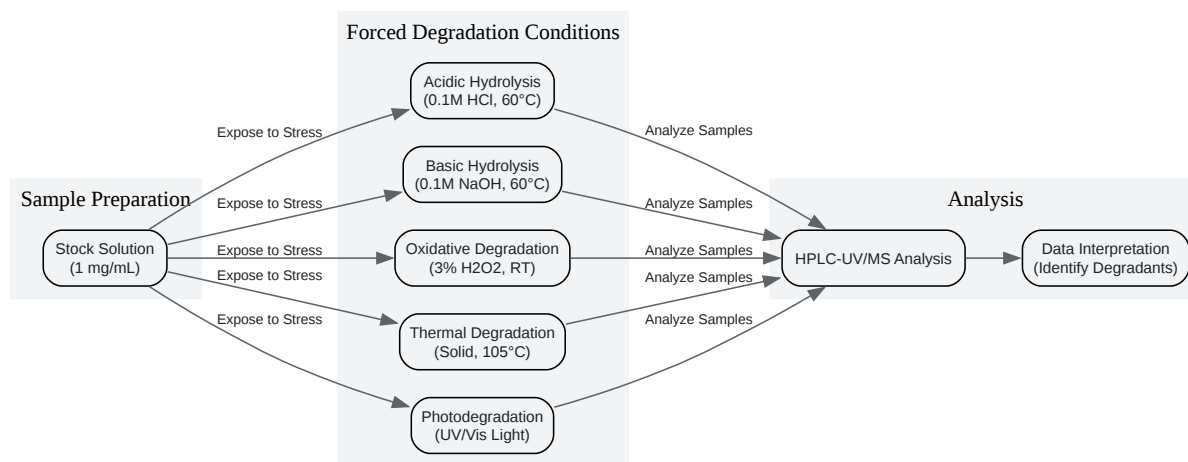 Forced Degradation Conditions
Acidic Hydrolysis
(0.1M HCl, 60°C)
Expose to Stress
Analyze Samples
Basic Hydrolysis
(0.1M NaOH, 60°C)
Sample Preparation
Expose to Stress
Analyze Samples
Analysis
Stock Solution
(1 mg/mL)
Expose to Stress
Oxidative Degradation
(3% H2O2, RT)
Analyze Samples
HPLC-UV/MS Analysis
Data Interpretation
(Identify Degradants)
Expose to Stress
Analyze Samples
Thermal Degradation
(Solid, 105°C)
Expose to Stress
Analyze Samples
Photodegradation
(UV/Vis Light)